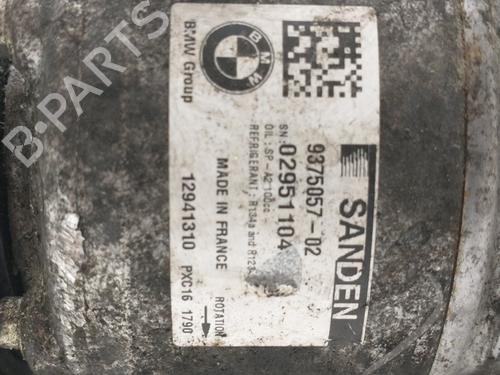 SANDEN
BMW
BMW Group
9375057-02
SN: 02951104
OIL: SP-A2 100cc
REFRIGERANT: R134a and R123
MADE IN FRANCE
12941310 PXC16 1790
ROTATION
B-PARTS